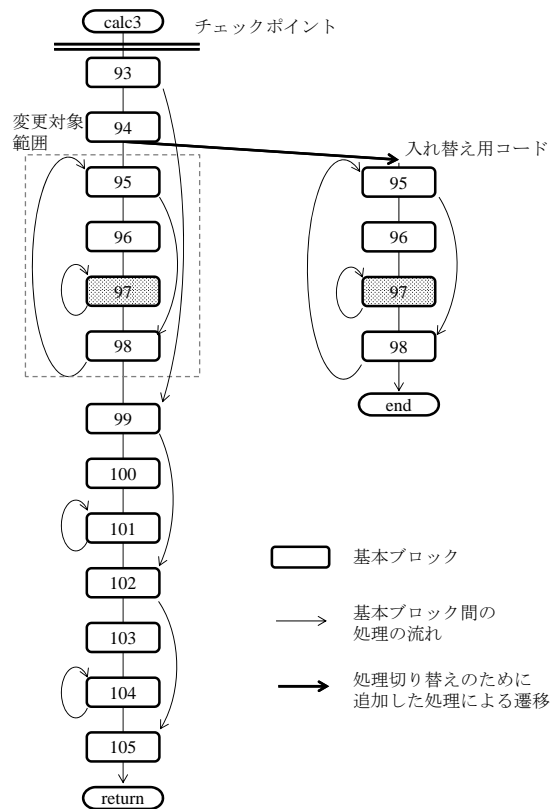 calc3
チェックポイント
93
変更対象
範囲
94
入れ替え用コード
95
96
97
98
95
96
97
98
end
99
100
101
102
103
104
105
return
基本ブロック
基本ブロック間の
処理の流れ
処理切り替えのために
追加した処理による遷移